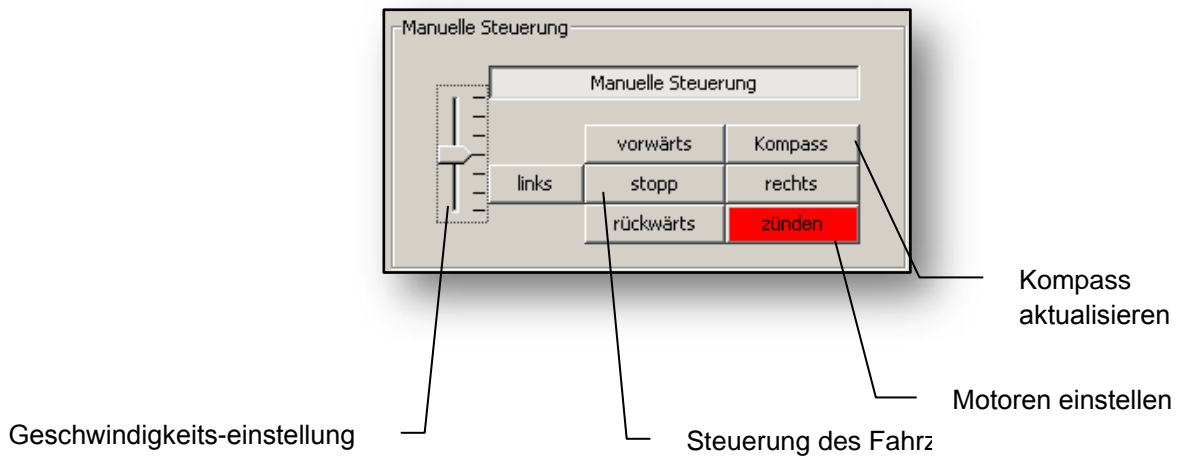 Manuelle Steuerung
Manuelle Steuerung
vorwärts
Kompass
links
stopp
rechts
rückwärts
zünden
Kompass
aktualisieren
Motoren einstellen
Geschwindigkeits-einstellung
Steuerung des